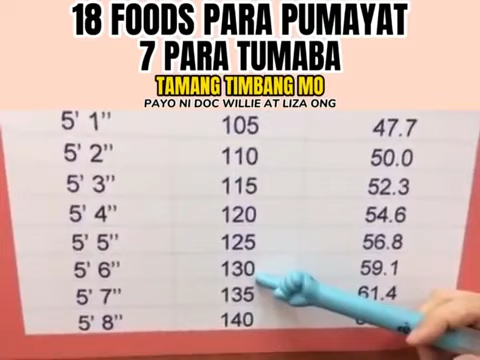 18 FOODS PARA PUMAYAT
7 PARA TUMABA
TAMANG TIMBANG MO
PAYO NI DOC WILLIE AT LIZA ONG
5' 1" 105 47.7
5' 2" 110 50.0
5' 3" 115 52.3
5' 4" 120 54.6
5' 5" 125 56.8
5' 6" 130 59.1
5' 7" 135 61.4
5' 8" 140